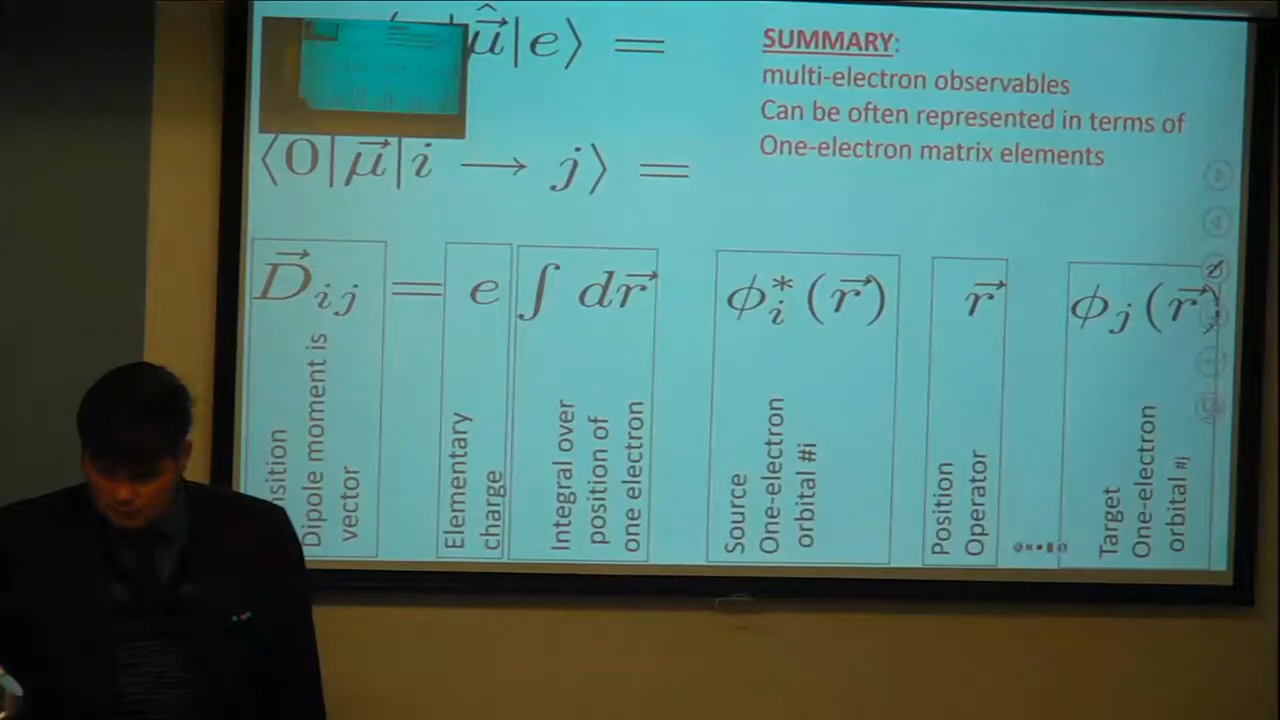 μ̂⃗|e⟩ =
SUMMARY:
multi-electron observables
Can be often represented in terms of
One-electron matrix elements
⟨0|μ⃗|i → j⟩ =
D⃗ᵢⱼ = e ∫ dr⃗ ϕᵢ*(r⃗) r⃗ ϕⱼ(r⃗)
Dipole moment is
vector
Elementary
charge
Integral over
position of
one electron
Source
One-electron
orbital #i
Position
Operator
Target
One-electron
orbital #j